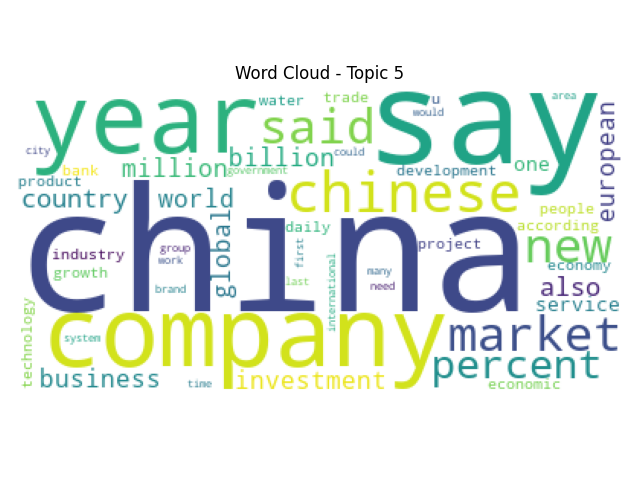 Word Cloud - Topic 5
year
say
water
trade
eu
area
would
said
european
city
million
billion
could
bank
government
development
one
product
country
world
chinese
people
according
china
global
daily
new
industry
group
first
project
growth
work
economy
brand
last
international
many
need
also
service
technology
company
market
system
percent
business
time
investment
economic